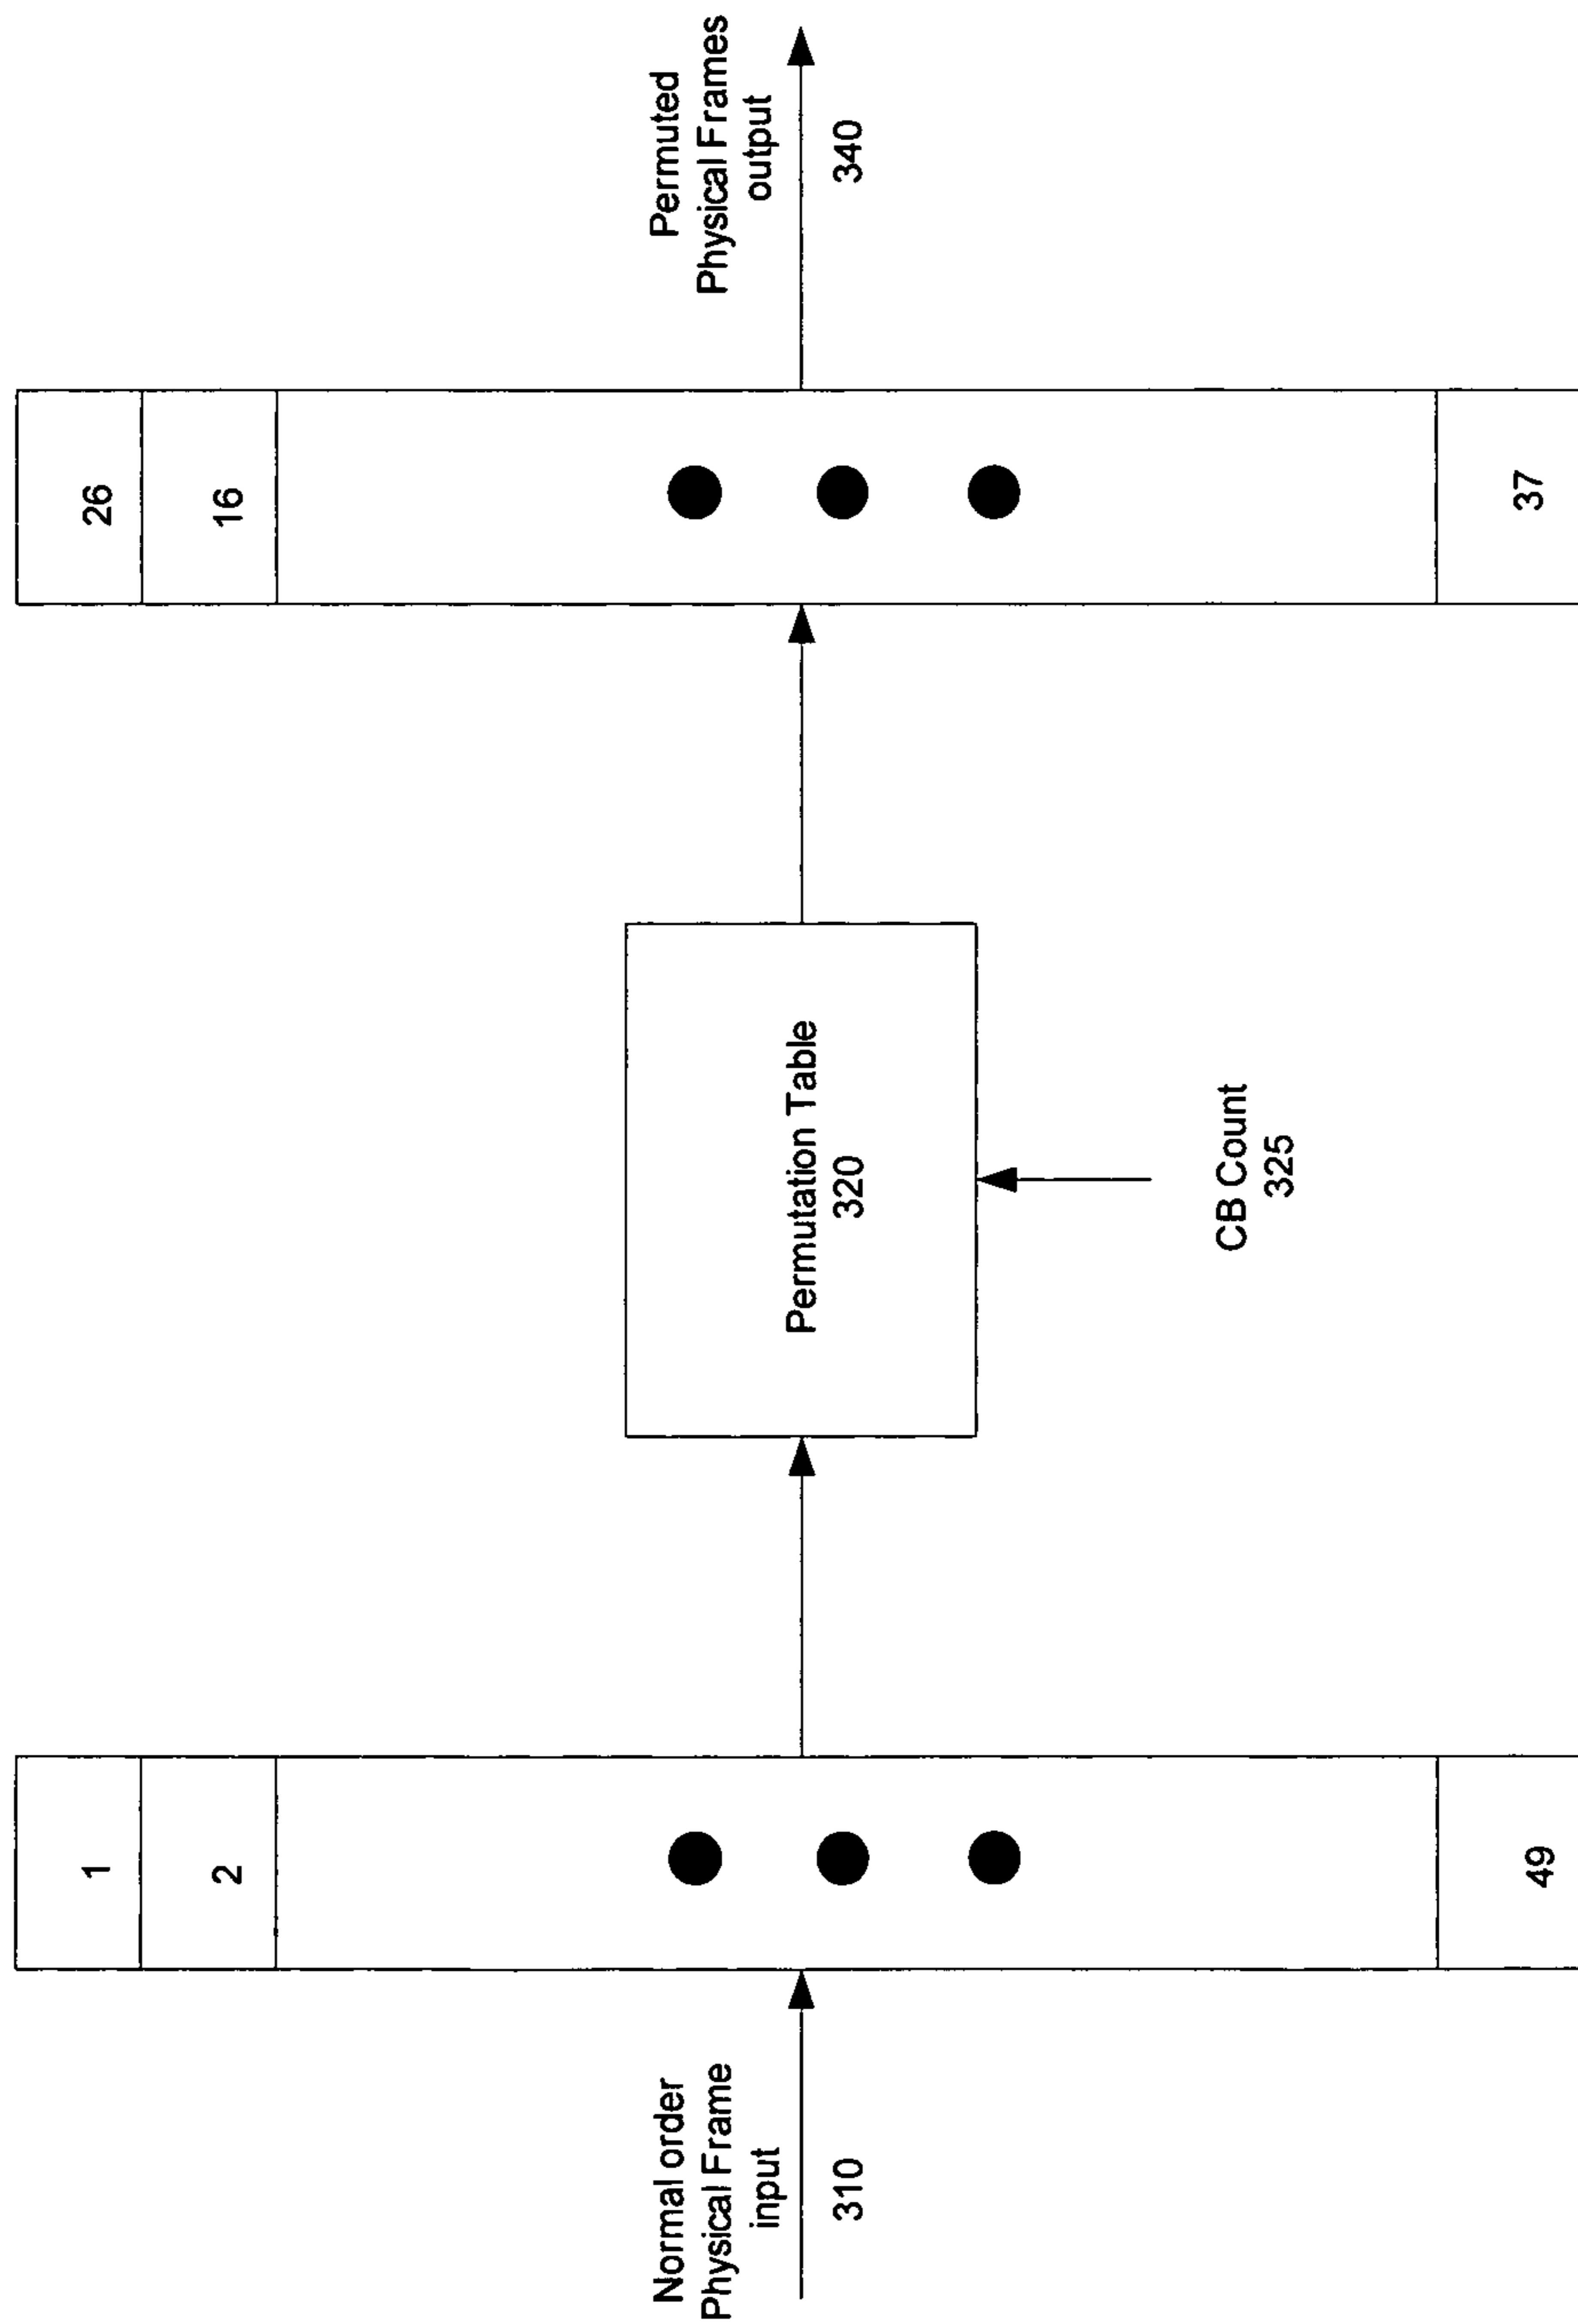 Normal order
Physical Frame
input
310
1
2
49
Permutation Table
320
CB Count
325
26
16
37
Permuted
Physical Frames
output
340